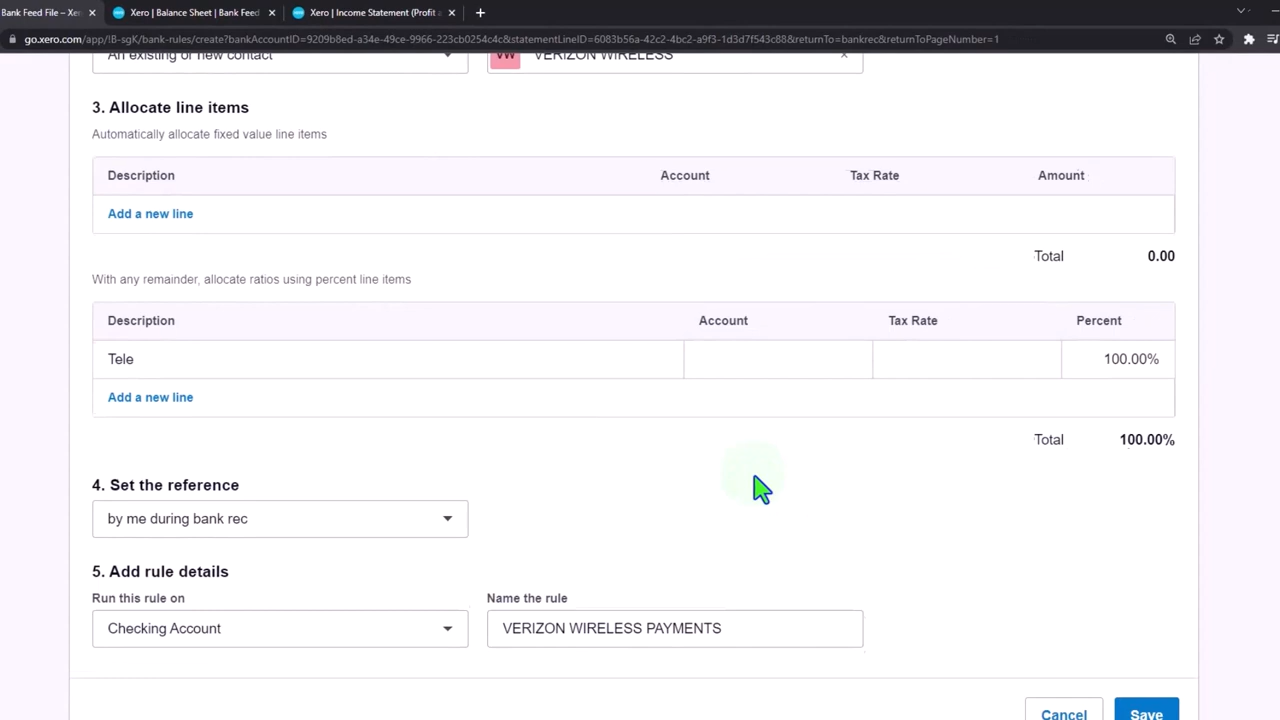 Bank Feed File – Xero
Xero | Balance Sheet | Bank Feed
Xero | Income Statement (Profit a
go.xero.com/app/!B-sgK/bank-rules/create?bankAccountID=9209b8ed-a34e-49ce-9966-223cb0254c4c&statementLineID=6083b56a-42c2-4bc2-a9f3-1d3d7f543c88&returnTo=bankrec&returnToPageNumber=1
An existing or new contact
VW VERIZON WIRELESS
3. Allocate line items
Automatically allocate fixed value line items
Description Account Tax Rate Amount
Add a new line
Total 0.00
With any remainder, allocate ratios using percent line items
Description Account Tax Rate Percent
Tele 100.00%
Add a new line
Total 100.00%
4. Set the reference
by me during bank rec
5. Add rule details
Run this rule on Name the rule
Checking Account VERIZON WIRELESS PAYMENTS
Cancel Save